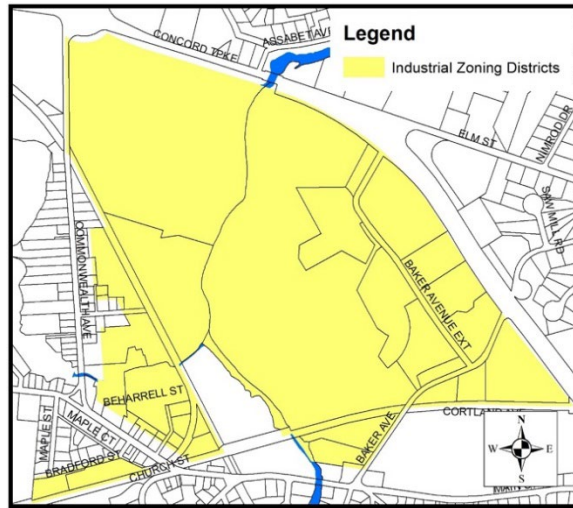 CONCORD TPKE
ASSABET AVE
Legend
Industrial Zoning Districts
ELM ST
NIMROD DR
SAW MILL RD
COMMONWEALTH AVE
BAKER AVENUE EXT
BEHARRELL ST
MAPLE ST
MAPLE CT
BRADFORD ST
CHURCH ST
BAKER AVE
CORTLAND
N
W
E
S